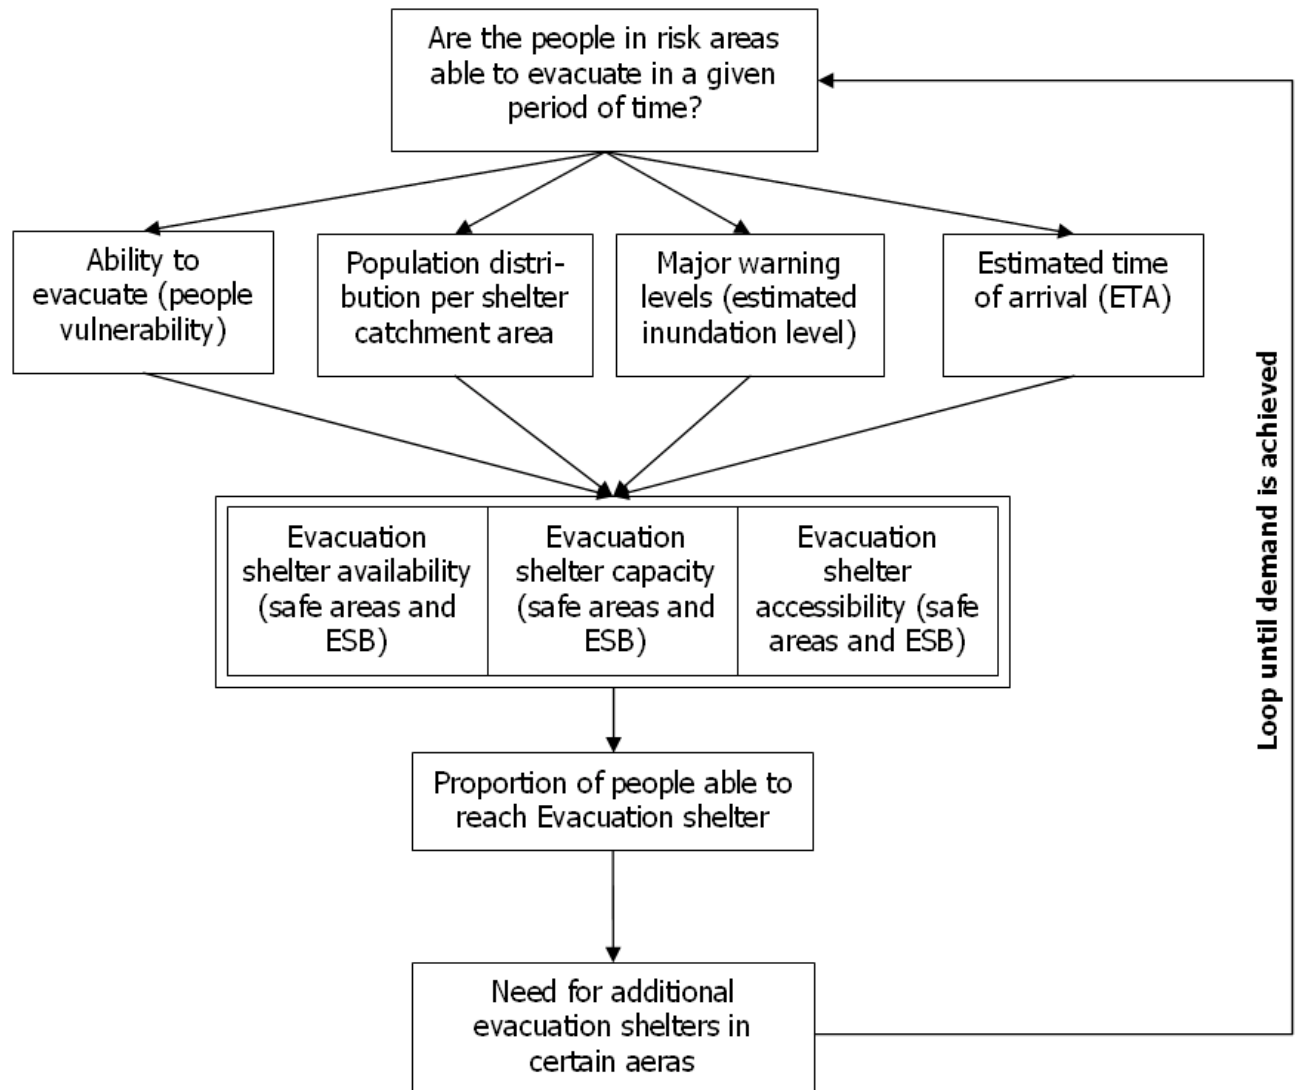 Are the people in risk areas
able to evacuate in a given
period of time?
Ability to
evacuate (people
vulnerability)
Population distri-
bution per shelter
catchment area
Major warning
levels (estimated
inundation level)
Estimated time
of arrival (ETA)
Evacuation
shelter availability
(safe areas and
ESB)
Evacuation
shelter capacity
(safe areas and
ESB)
Evacuation
shelter
accessibility (safe
areas and ESB)
Proportion of people able to
reach Evacuation shelter
Need for additional
evacuation shelters in
certain aeras
Loop until demand is achieved